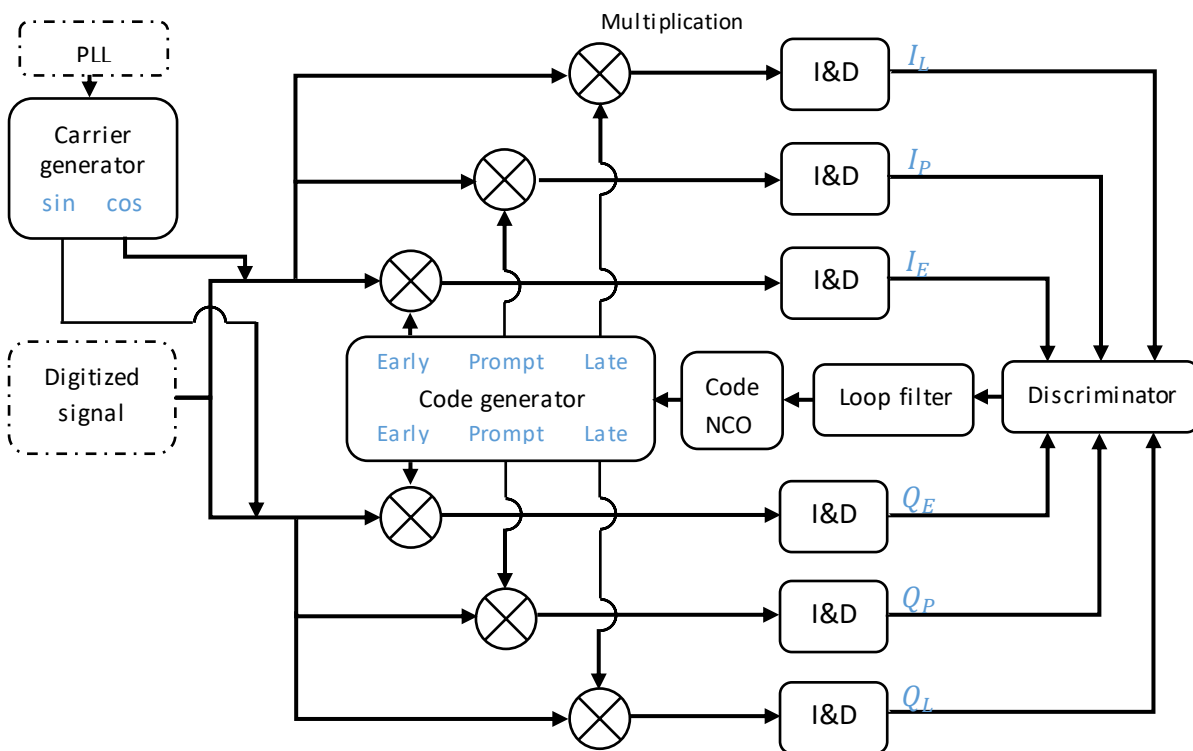 Multiplication
PLL
Carrier
generator
sin cos
I&D
I_L
I&D
I_P
I&D
I_E
Digitized
signal
Early Prompt Late
Code generator
Early Prompt Late
Code
NCO
Loop filter
Discriminator
I&D
Q_E
I&D
Q_P
I&D
Q_L